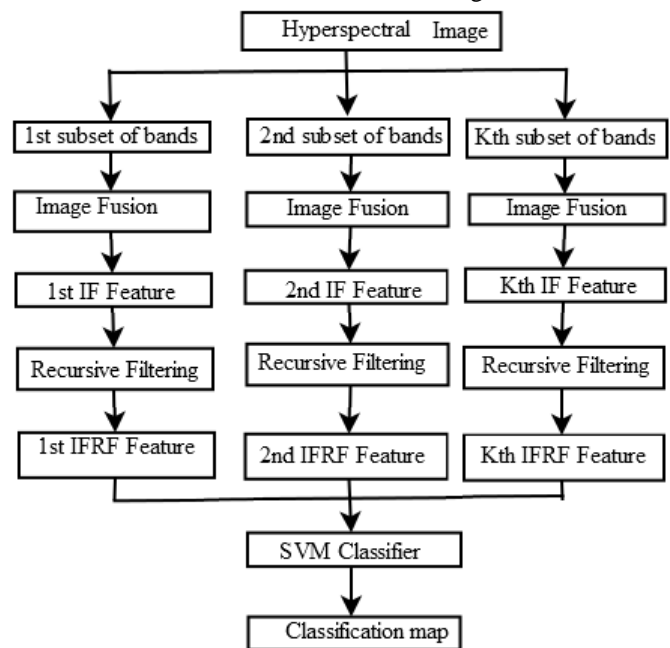 Hyperspectral Image
1st subset of bands
2nd subset of bands
Kth subset of bands
Image Fusion
Image Fusion
Image Fusion
1st IF Feature
2nd IF Feature
Kth IF Feature
Recursive Filtering
Recursive Filtering
Recursive Filtering
1st IFRF Feature
2nd IFRF Feature
Kth IFRF Feature
SVM Classifier
Classification map